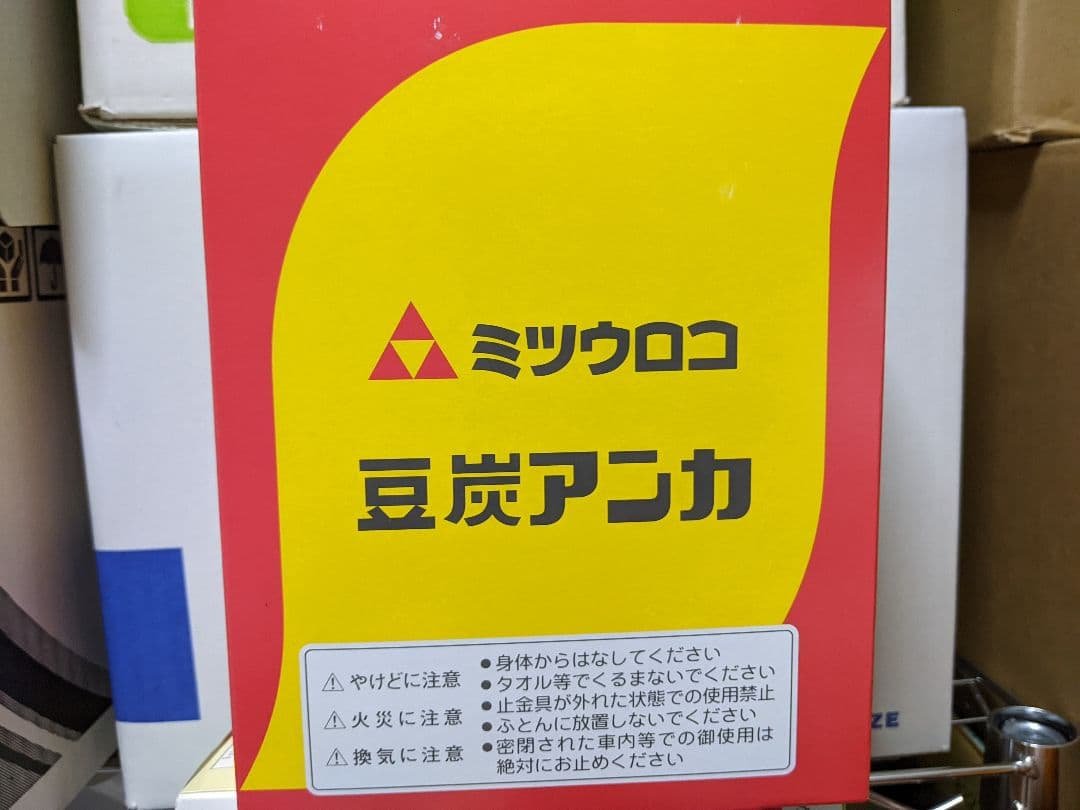 ミツウロコ
豆炭アンカ
⚠やけどに注意
⚠火災に注意
⚠換気に注意
●身体からはなしてください
●タオル等でくるまないでください
●止金具が外れた状態での使用禁止
●ふとんに放置しないでください
●密閉された車内等での御使用は
絶対にお止めください
ZE